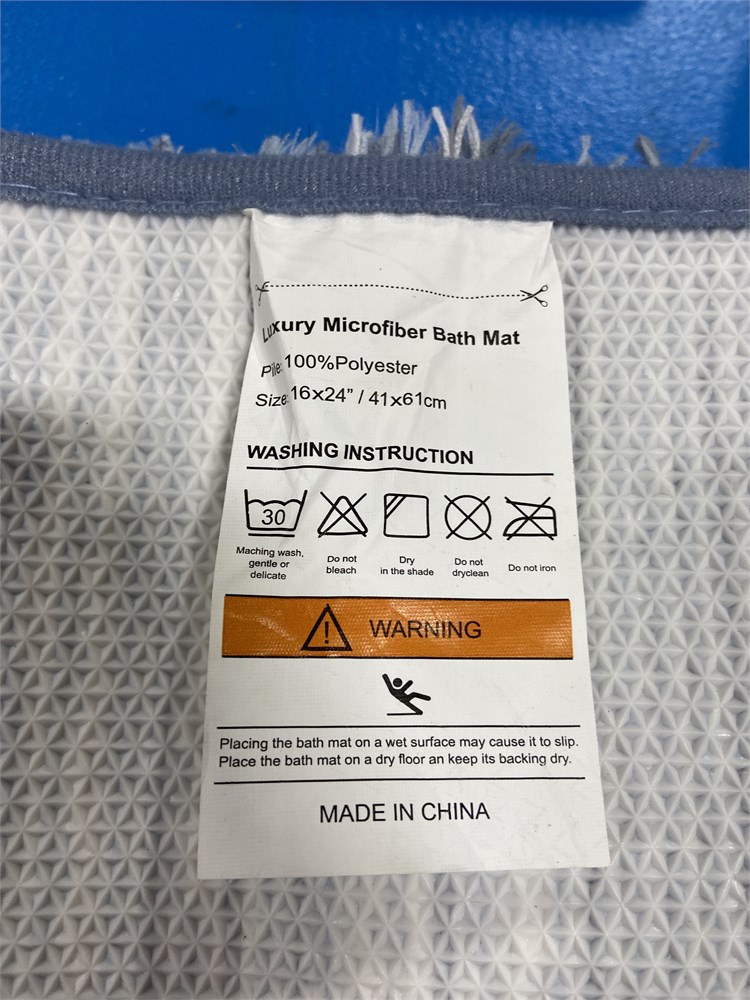 Luxury Microfiber Bath Mat
Pile: 100%Polyester
Size: 16x24” / 41x61cm
WASHING INSTRUCTION
30
Maching wash, gentle or delicate
Do not bleach
Dry in the shade
Do not dryclean
Do not iron
WARNING
Placing the bath mat on a wet surface may cause it to slip.
Place the bath mat on a dry floor an keep its backing dry.
MADE IN CHINA